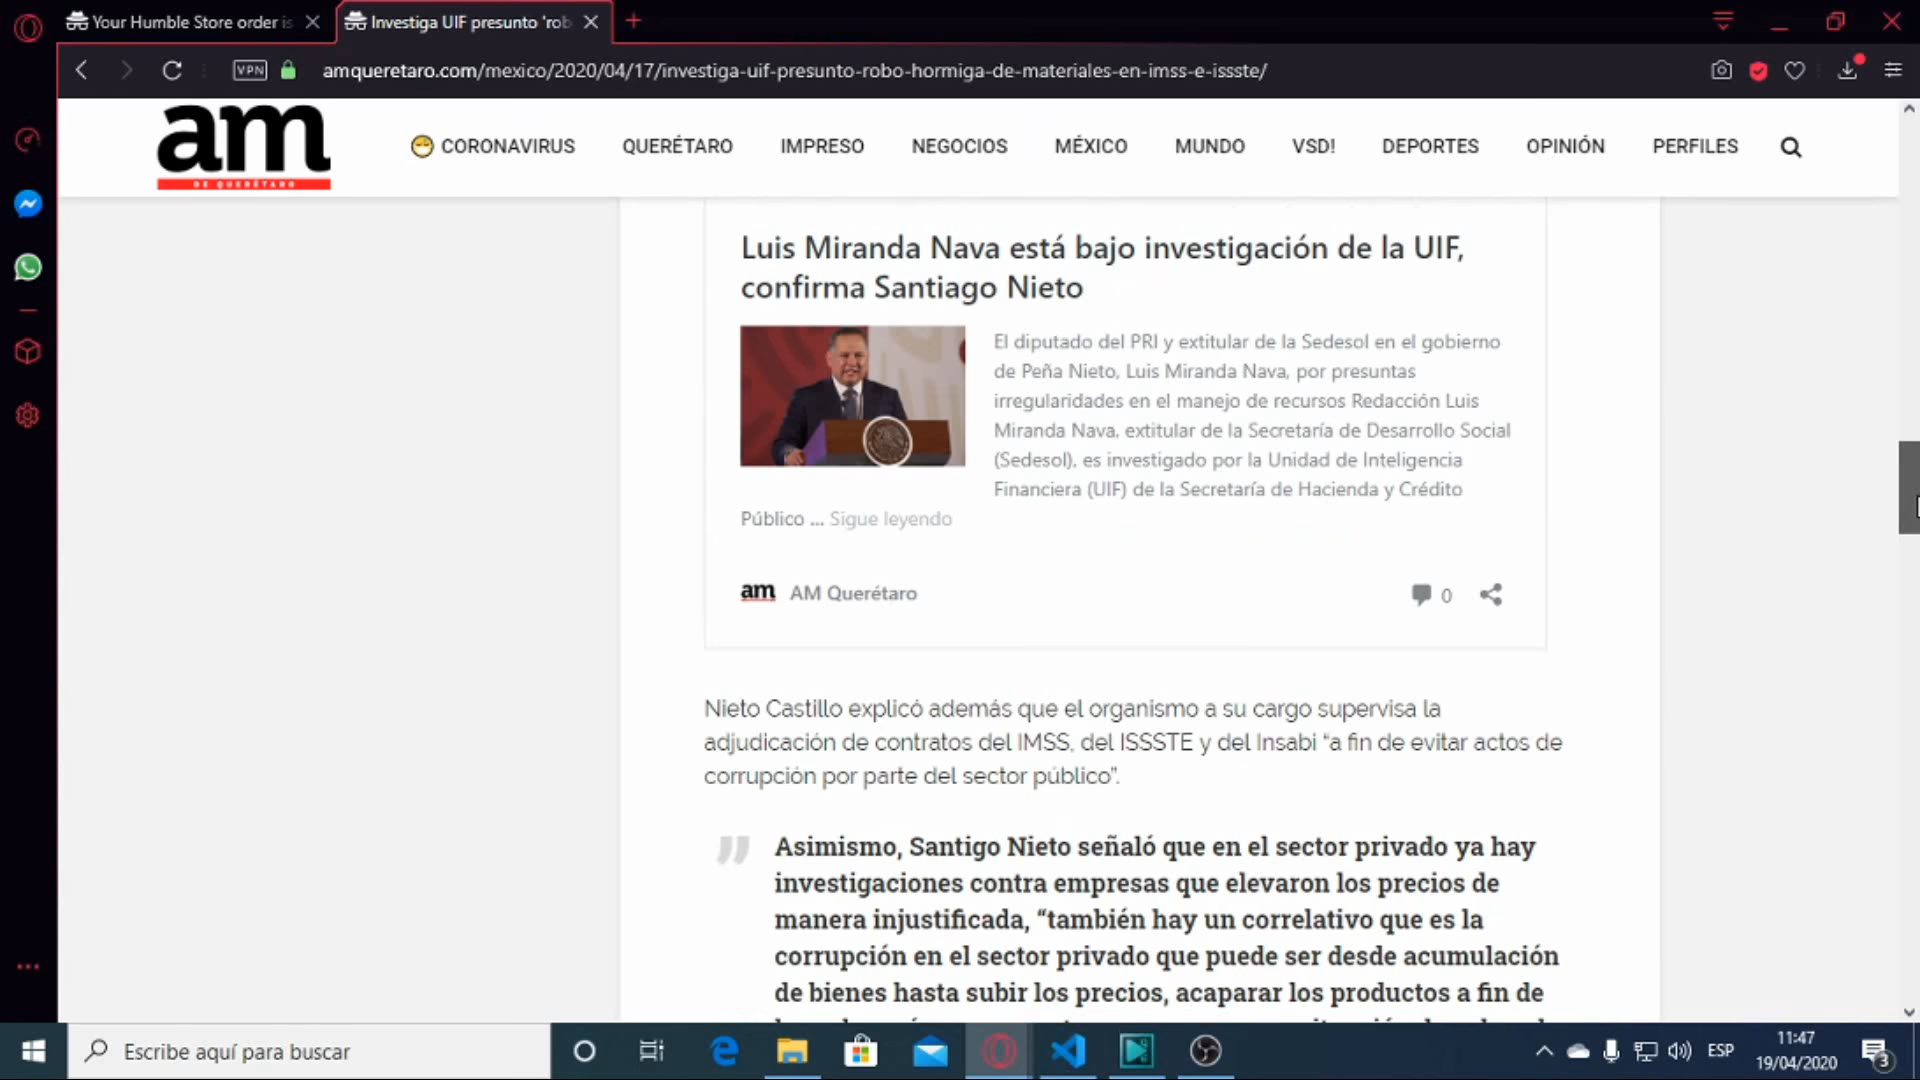 Your Humble Store order is
Investiga UIF presunto 'rob
VPN
amqueretaro.com/mexico/2020/04/17/investiga-uif-presunto-robo-hormiga-de-materiales-en-imss-e-issste/
am
DE QUERÉTARO
CORONAVIRUS
QUERÉTARO
IMPRESO
NEGOCIOS
MÉXICO
MUNDO
VSD!
DEPORTES
OPINIÓN
PERFILES
Luis Miranda Nava está bajo investigación de la UIF,
confirma Santiago Nieto
El diputado del PRI y extitular de la Sedesol en el gobierno
de Peña Nieto, Luis Miranda Nava, por presuntas
irregularidades en el manejo de recursos Redacción Luis
Miranda Nava, extitular de la Secretaría de Desarrollo Social
(Sedesol), es investigado por la Unidad de Inteligencia
Financiera (UIF) de la Secretaría de Hacienda y Crédito
Público ... Sigue leyendo
am AM Querétaro
0
Nieto Castillo explicó además que el organismo a su cargo supervisa la
adjudicación de contratos del IMSS, del ISSSTE y del Insabi “a fin de evitar actos de
corrupción por parte del sector público”.
Asimismo, Santigo Nieto señaló que en el sector privado ya hay
investigaciones contra empresas que elevaron los precios de
manera injustificada, “también hay un correlativo que es la
corrupción en el sector privado que puede ser desde acumulación
de bienes hasta subir los precios, acaparar los productos a fin de
Escribe aquí para buscar
ESP
11:47
19/04/2020
3